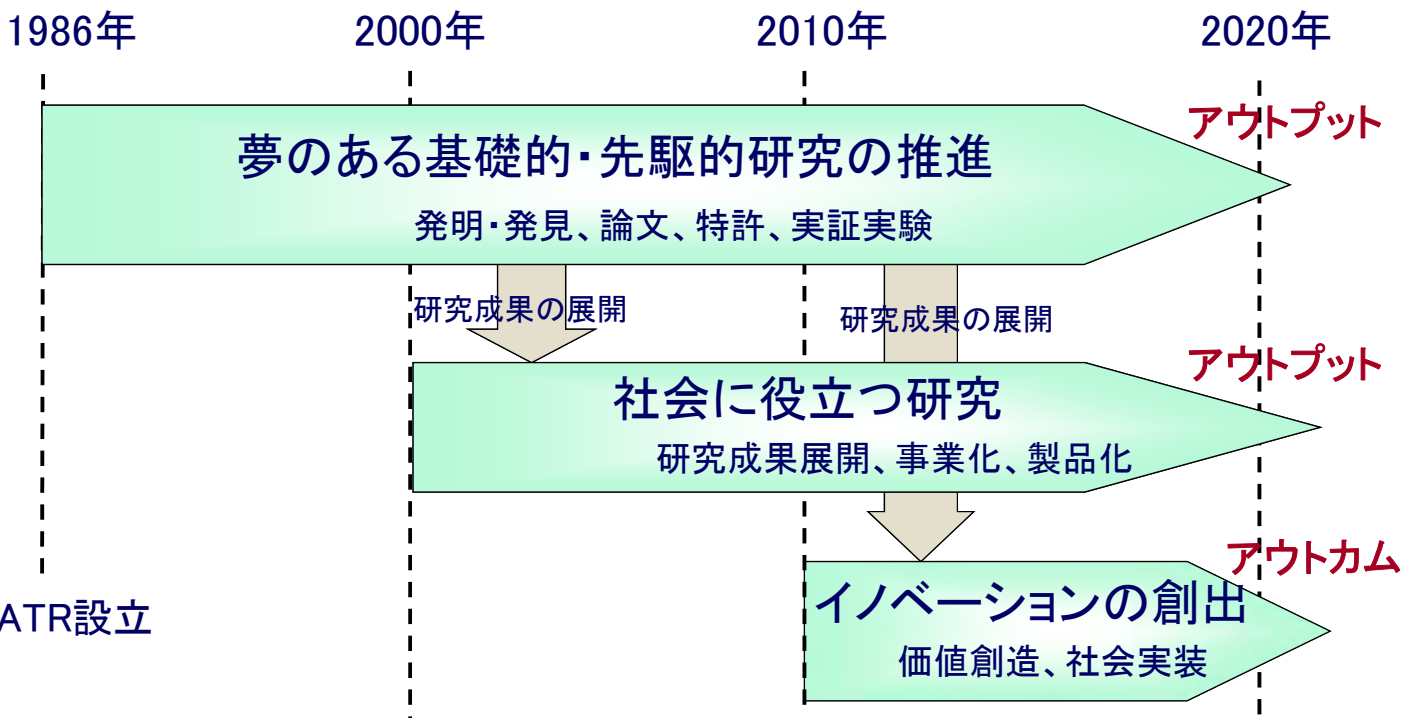 1986年
2000年
2010年
2020年
アウトプット
夢のある基礎的・先駆的研究の推進
発明・発見、論文、特許、実証実験
研究成果の展開
研究成果の展開
アウトプット
社会に役立つ研究
研究成果展開、事業化、製品化
アウトカム
イノベーションの創出
ATR設立
価値創造、社会実装